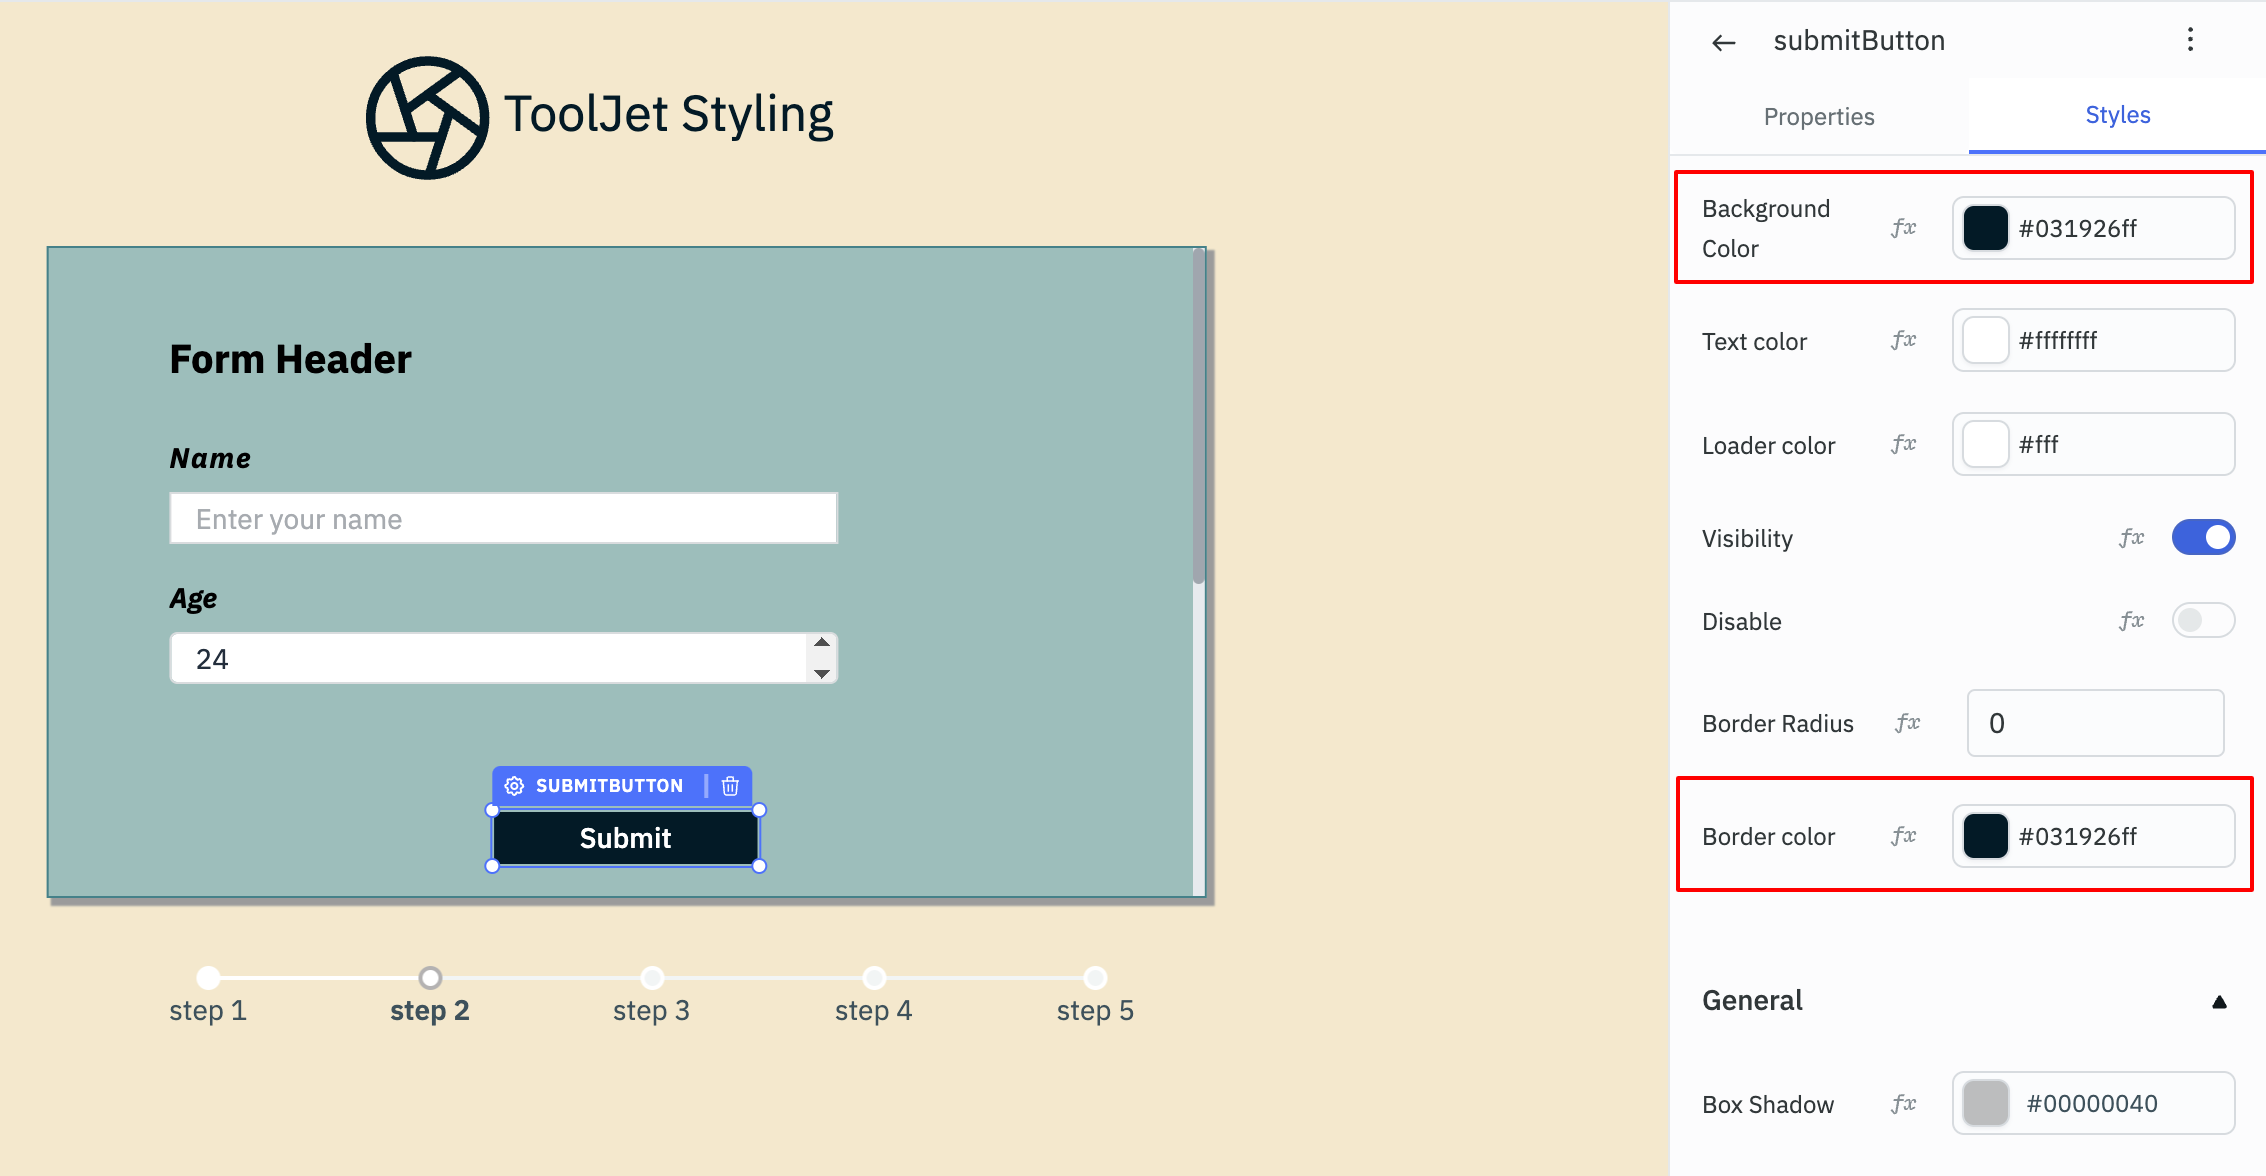 ToolJet Styling
Form Header
Name
Enter your name
Age
24
SUBMITBUTTON
Submit
step 1
step 2
step 3
step 4
step 5
submitButton
Properties
Styles
Background
Color
fx
#031926ff
Text color
fx
#ffffffff
Loader color
fx
#fff
Visibility
fx
Disable
fx
Border Radius
fx
0
Border color
fx
#031926ff
General
Box Shadow
fx
#00000040